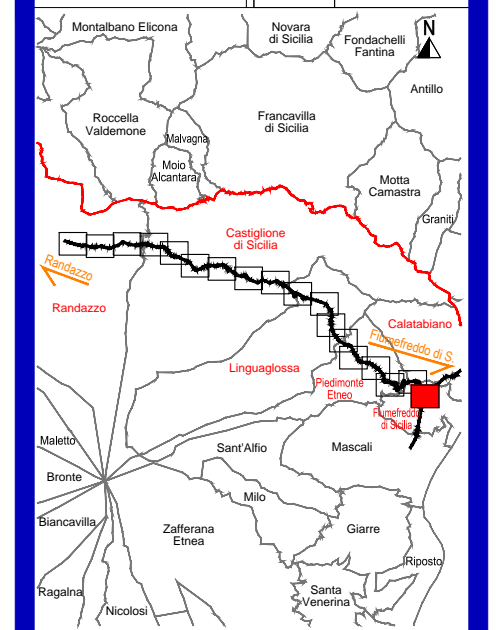 Montalbano Elicona
Novara
di Sicilia
Fondachelli
Fantina
N
Antillo
Roccella
Valdemone
Francavilla
di Sicilia
Malvagna
Moio
Alcantara
Motta
Camastra
Graniti
Castiglione
di Sicilia
Randazzo
Randazzo
Calatabiano
Fiumefreddo di S.
Linguaglossa
Piedimonte
Etneo
Fiumefreddo
di Sicilia
Maletto
Sant'Alfio
Mascali
Bronte
Milo
Biancavilla
Zafferana
Etnea
Giarre
Riposto
Ragalna
Santa
Venerina
Nicolosi